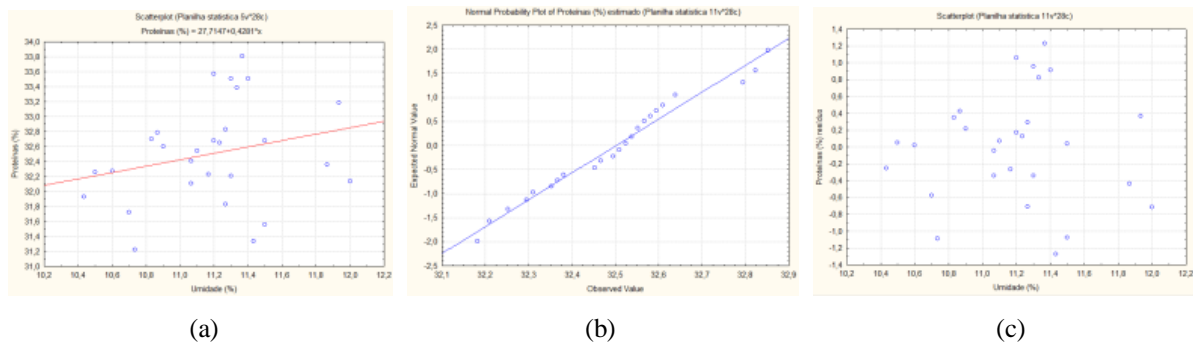 Scatterplot (Planilha statistica 5v*28c)
Proteínas (%) = 27,7147+0,4281*x
34,0
33,8
33,6
33,4
33,2
33,0
32,8
32,6
32,4
32,2
32,0
31,8
31,6
31,4
31,2
31,0
Proteínas (%)
10,2 10,4 10,6 10,8 11,0 11,2 11,4 11,6 11,8 12,0 12,2
Umidade (%)
(a)
Normal Probability Plot of Proteínas (%) estimado (Planilha statistica 11v*28c)
2,5
2,0
1,5
1,0
0,5
0,0
-0,5
-1,0
-1,5
-2,0
-2,5
Expected Normal Value
32,1 32,2 32,3 32,4 32,5 32,6 32,7 32,8 32,9
Observed Value
(b)
Scatterplot (Planilha statistica 11v*28c)
1,4
1,2
1,0
0,8
0,6
0,4
0,2
0,0
-0,2
-0,4
-0,6
-0,8
-1,0
-1,2
-1,4
Proteínas (%) resíduo
10,2 10,4 10,6 10,8 11,0 11,2 11,4 11,6 11,8 12,0 12,2
Umidade (%)
(c)